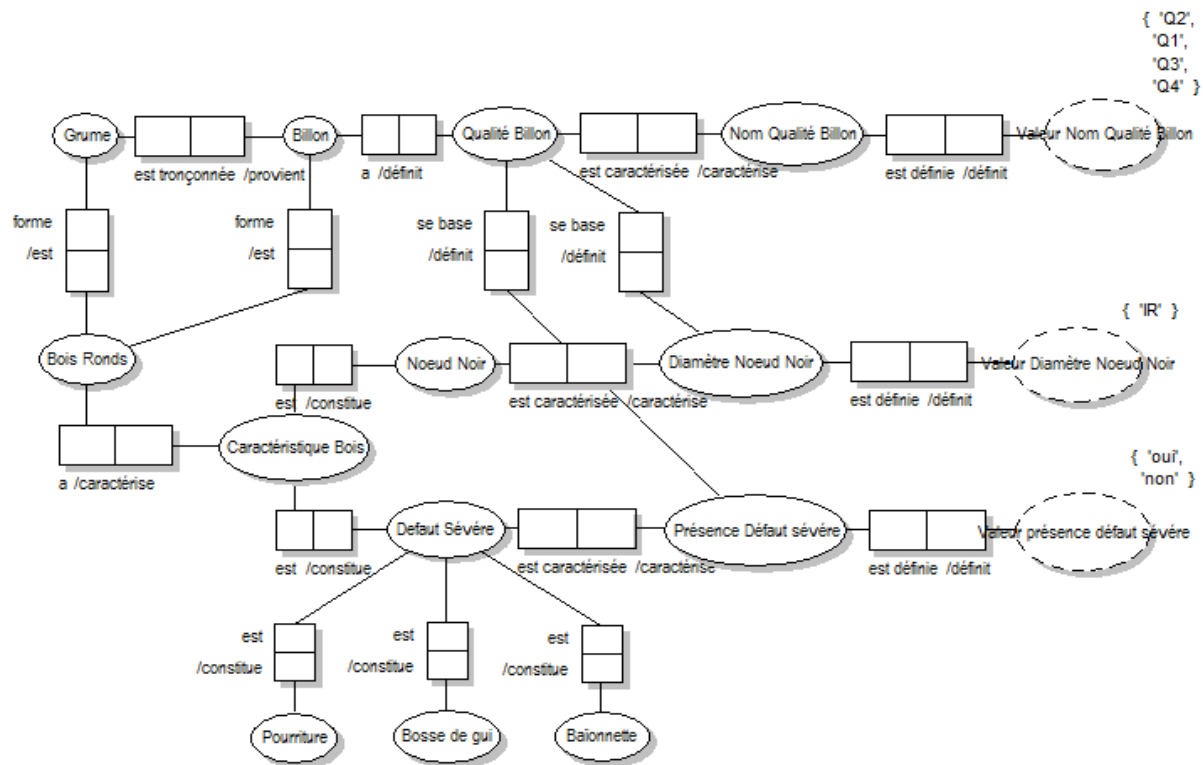 { 'Q2',
'Q1',
'Q3',
'Q4' }
Grume
Billon
Qualité Billon
Nom Qualité Billon
Valeur Nom Qualité Billon
est tronçonnée /provient
a /définit
est caractérisée /caractérise
est définie /définit
forme
/est
forme
/est
se base
/définit
se base
/définit
{ 'IR' }
Bois Ronds
Noeud Noir
Diamètre Noeud Noir
Valeur Diamètre Noeud Noir
est /constitue
est caractérisée /caractérise
est définie /définit
Caractéristique Bois
a /caractérise
{ 'oui',
'non' }
Defaut Sévére
Présence Défaut sévére
Valeur présence défaut sévére
est /constitue
est caractérisée /caractérise
est définie /définit
est
/constitue
est
/constitue
est
/constitue
Pourriture
Bosse de gui
Baïonnette